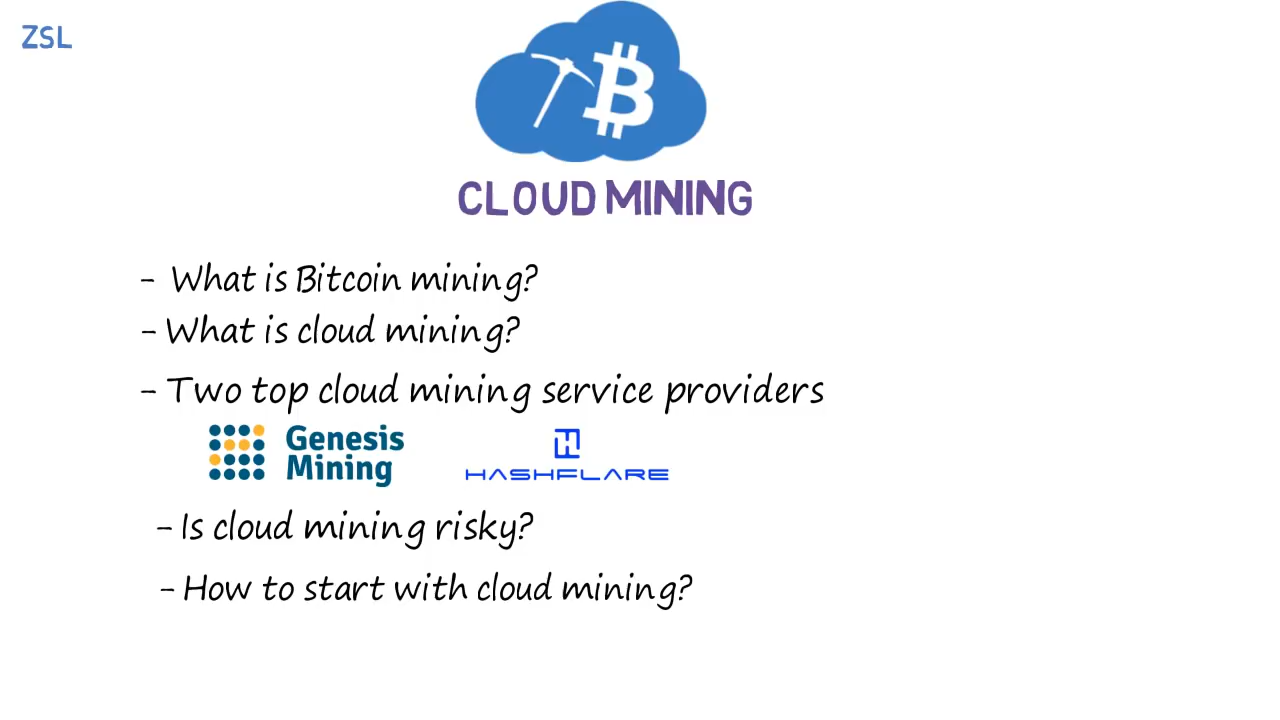 ZSL
CLOUD MINING
- What is Bitcoin mining?
- What is cloud mining?
- Two top cloud mining service providers
Genesis
Mining
HASHFLARE
- Is cloud mining risky?
- How to start with cloud mining?